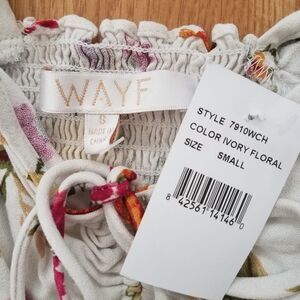 WAYF
S
MADE IN
CHINA
STYLE 7910WCH
COLOR IVORY FLORAL
SIZE SMALL
8 42561 14146 0